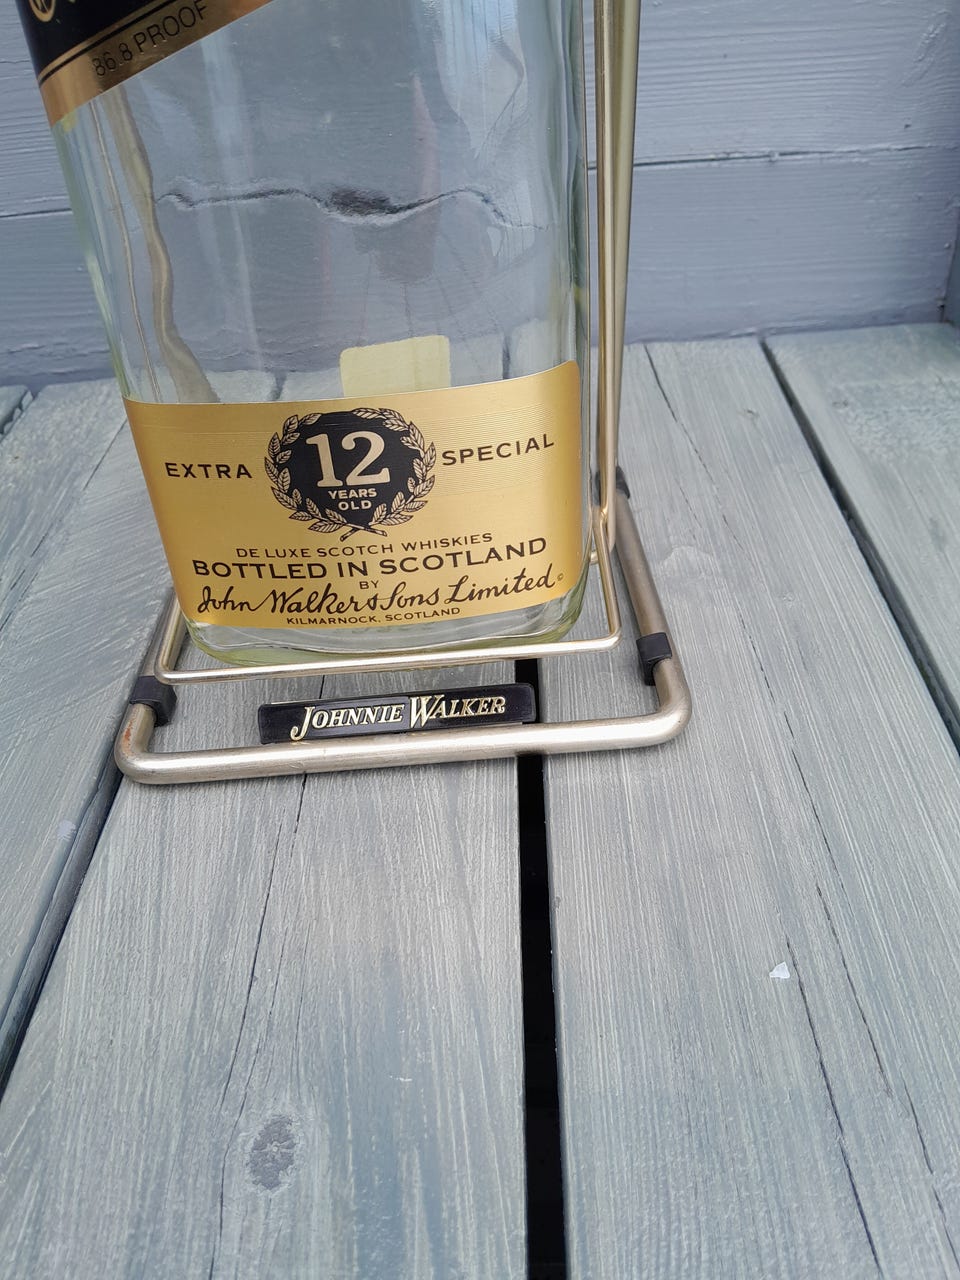 86.8 PROOF
EXTRA 12 SPECIAL
YEARS
OLD
DE LUXE SCOTCH WHISKIES
BOTTLED IN SCOTLAND
BY
John Walker & Sons Limited ©
KILMARNOCK, SCOTLAND
JOHNNIE WALKER